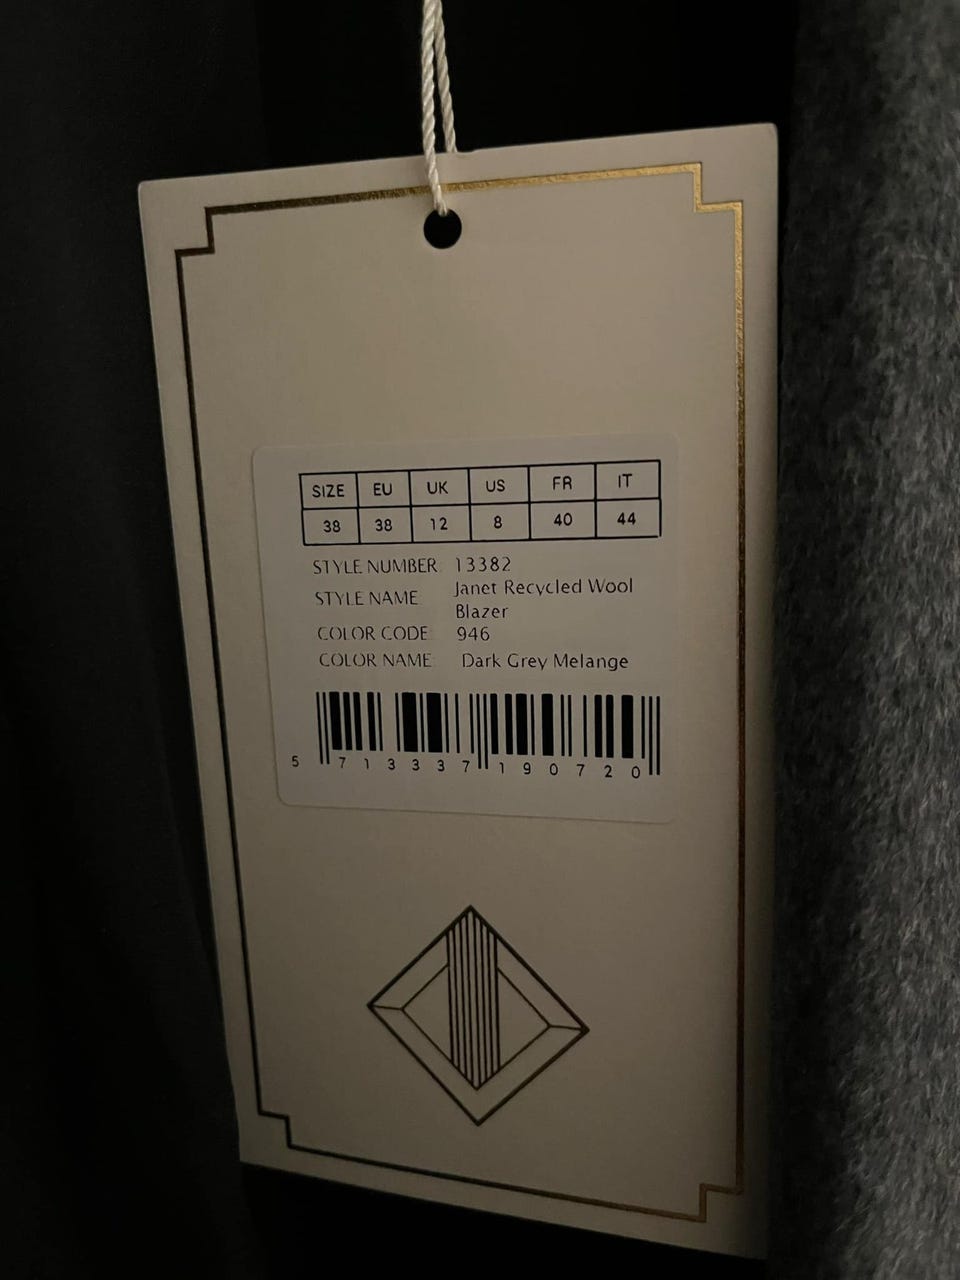 SIZE EU UK US FR IT
38 38 12 8 40 44
STYLE NUMBER 13382
STYLE NAME Janet Recycled Wool
Blazer
COLOR CODE 946
COLOR NAME Dark Grey Melange
5 713337 190720